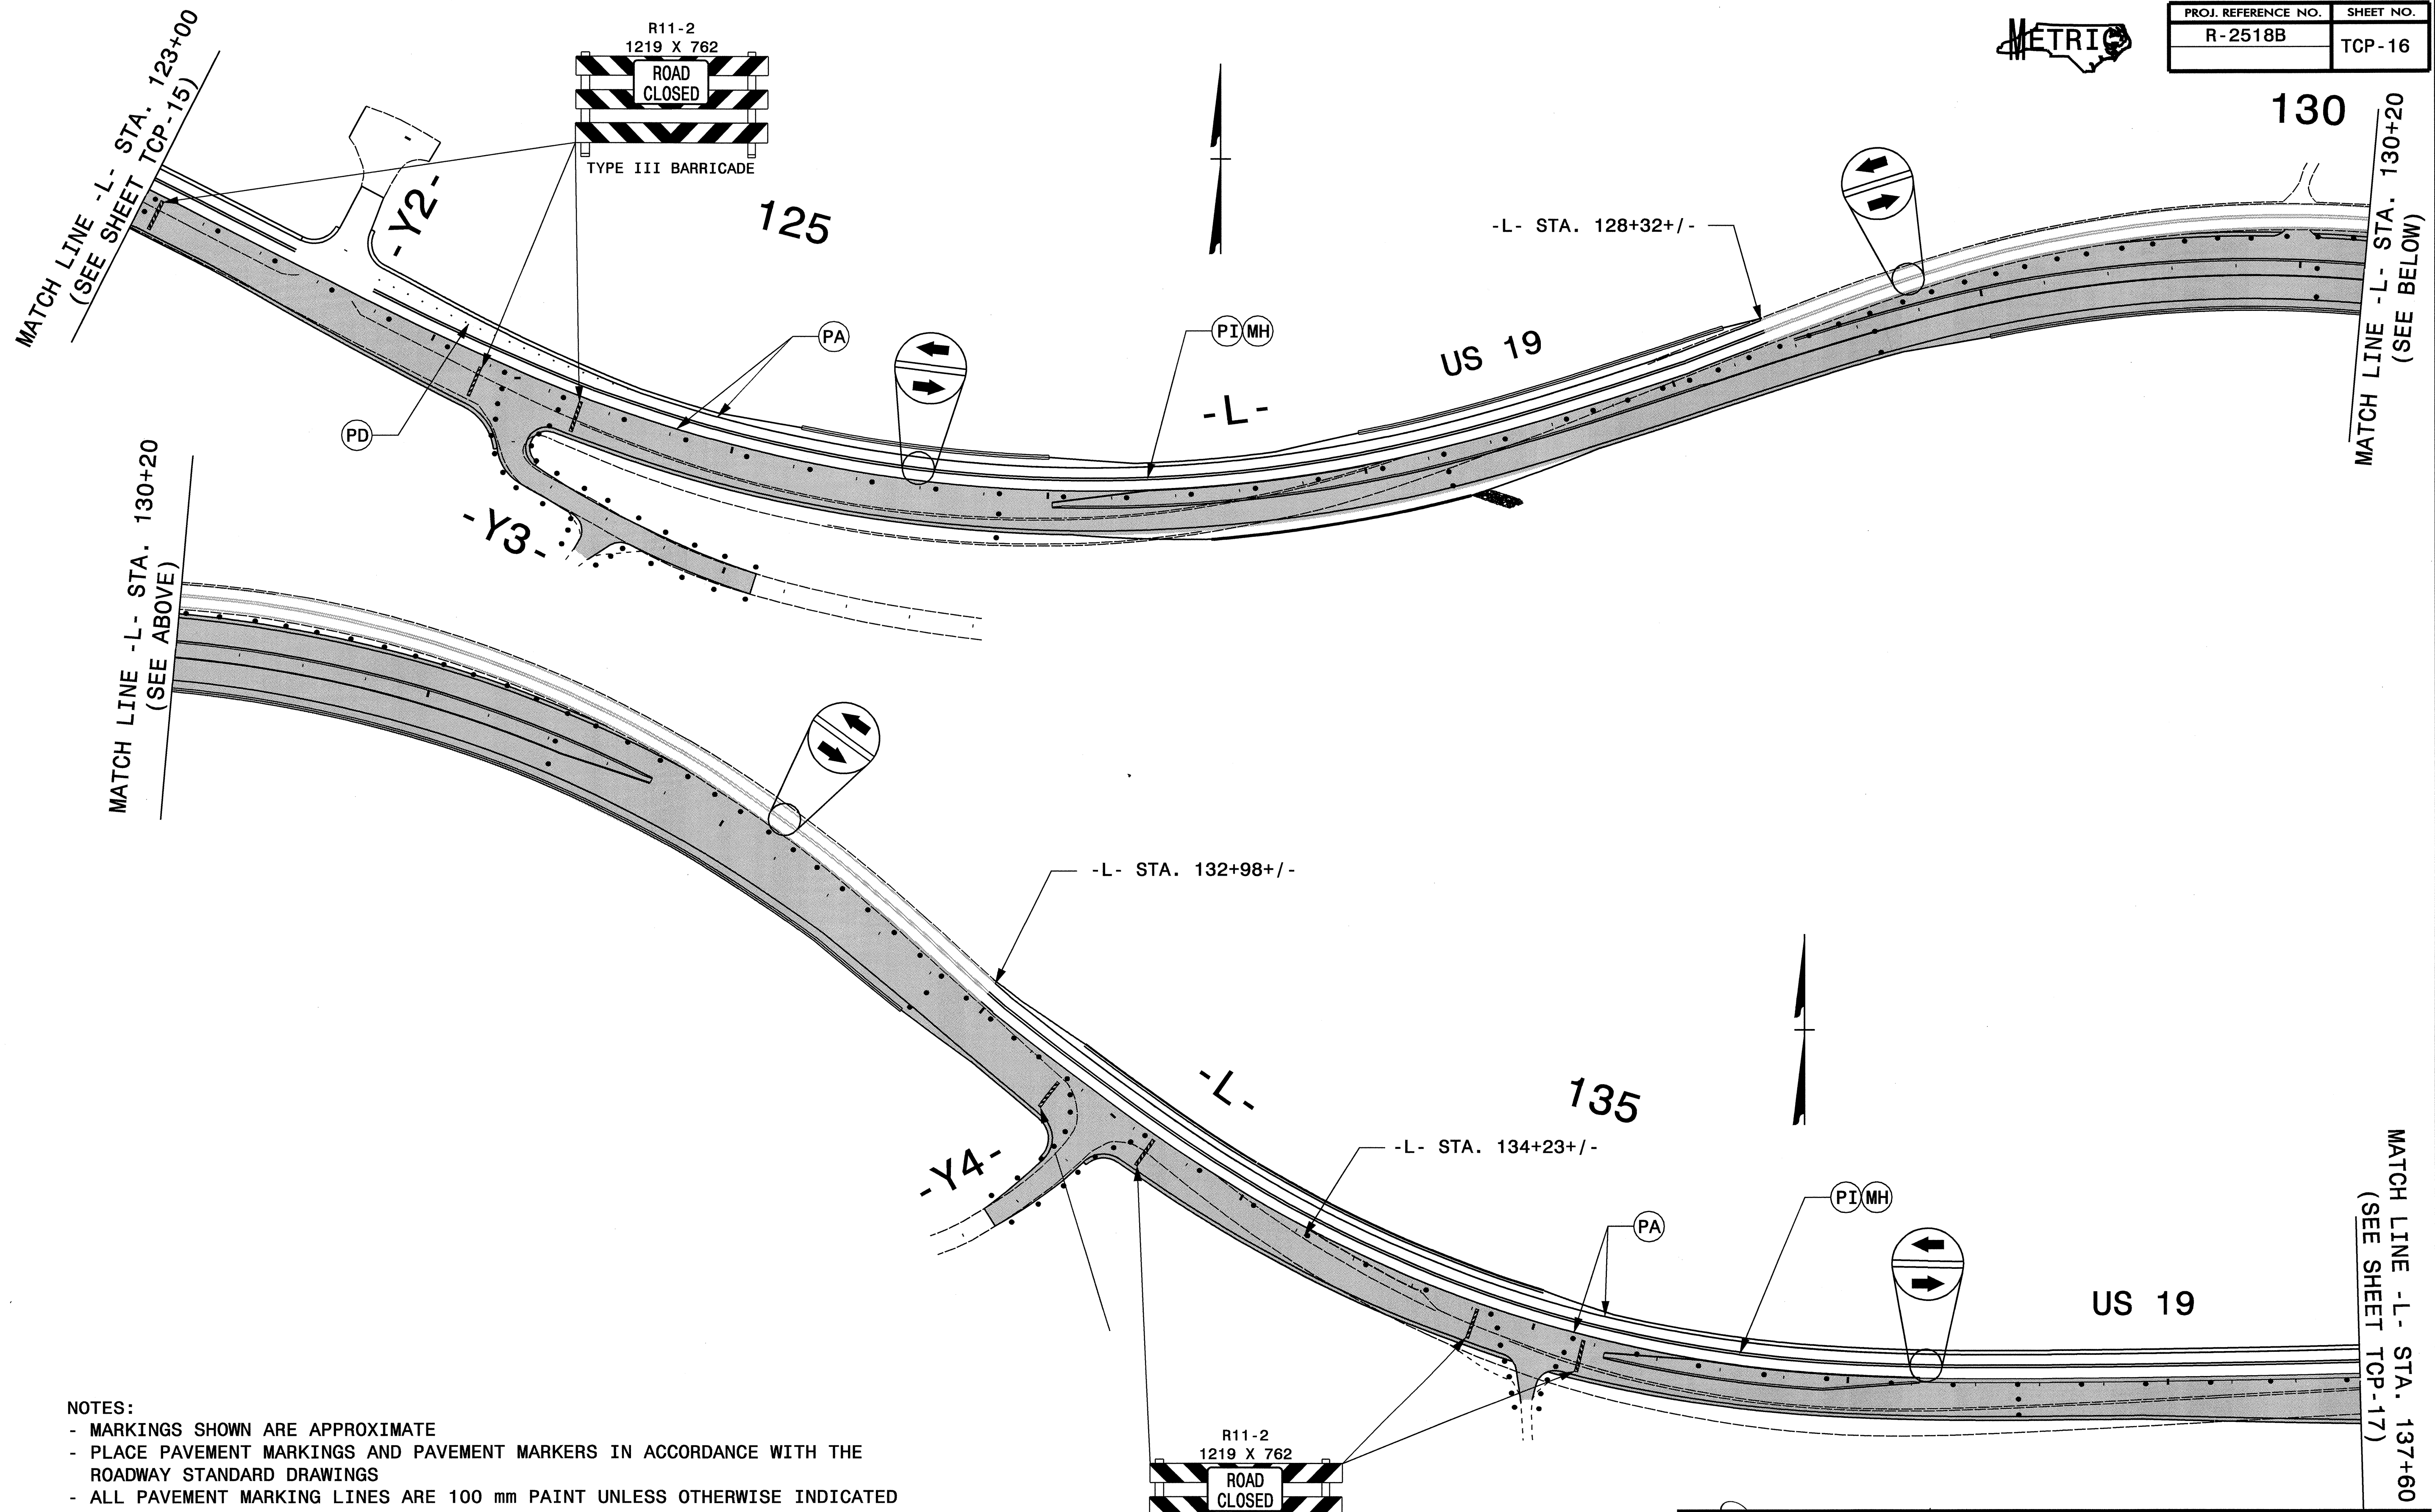 METRIC
PROJ. REFERENCE NO.
SHEET NO.
R-2518B
TCP-16
R11-2
1219 X 762
ROAD
CLOSED
TYPE III BARRICADE
MATCH LINE -L- STA. 123+00
(SEE SHEET TCP-15)
-Y2-
125
130
MATCH LINE -L- STA. 130+20
(SEE BELOW)
-L- STA. 128+32+/-
PA
PI MH
US 19
-L-
PD
-Y3-
MATCH LINE -L- STA. 130+20
(SEE ABOVE)
-L- STA. 132+98+/-
-L-
135
-L- STA. 134+23+/-
-Y4-
PI MH
PA
US 19
MATCH LINE -L- STA. 137+60
(SEE SHEET TCP-17)
NOTES:
- MARKINGS SHOWN ARE APPROXIMATE
- PLACE PAVEMENT MARKINGS AND PAVEMENT MARKERS IN ACCORDANCE WITH THE
ROADWAY STANDARD DRAWINGS
- ALL PAVEMENT MARKING LINES ARE 100 mm PAINT UNLESS OTHERWISE INDICATED
R11-2
1219 X 762
ROAD
CLOSED